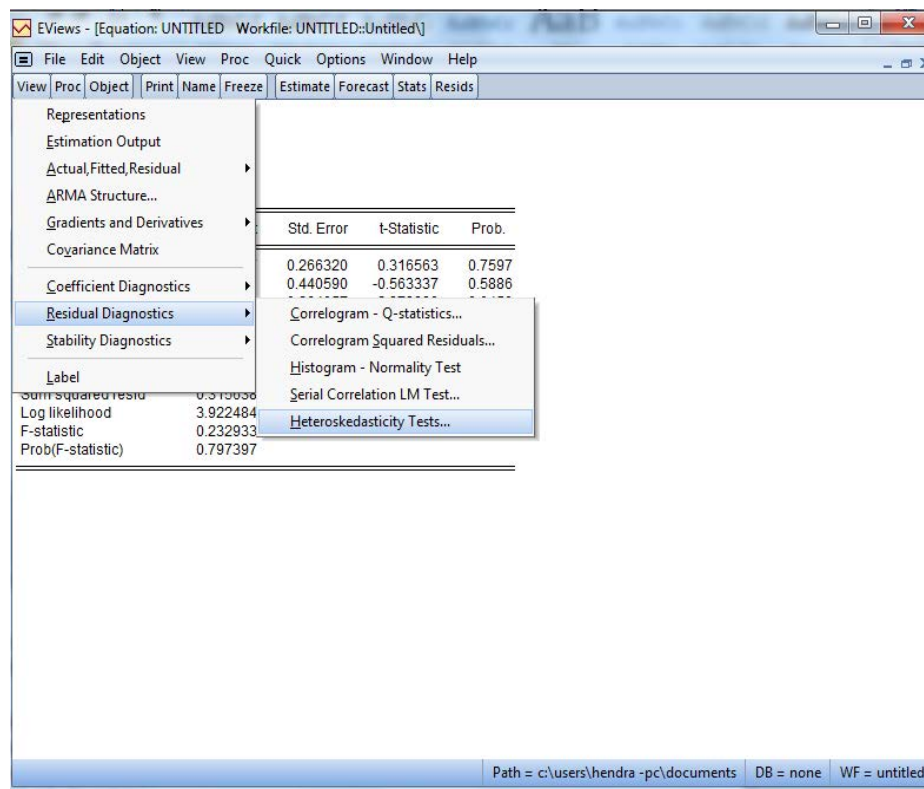 EViews - [Equation: UNTITLED Workfile: UNTITLED::Untitled\]
File Edit Object View Proc Quick Options Window Help
View Proc Object Print Name Freeze Estimate Forecast Stats Resids
Representations
Estimation Output
Actual,Fitted,Residual
ARMA Structure...
Gradients and Derivatives
Covariance Matrix
Coefficient Diagnostics
Residual Diagnostics
Stability Diagnostics
Label
Std. Error t-Statistic Prob.
0.266320 0.316563 0.7597
0.440590 -0.563337 0.5886
Correlogram - Q-statistics...
Correlogram Squared Residuals...
Histogram - Normality Test
Serial Correlation LM Test...
Heteroskedasticity Tests...
Sum squared resid 0.315638
Log likelihood 3.922484
F-statistic 0.232933
Prob(F-statistic) 0.797397
Path = c:\users\hendra -pc\documents DB = none WF = untitled